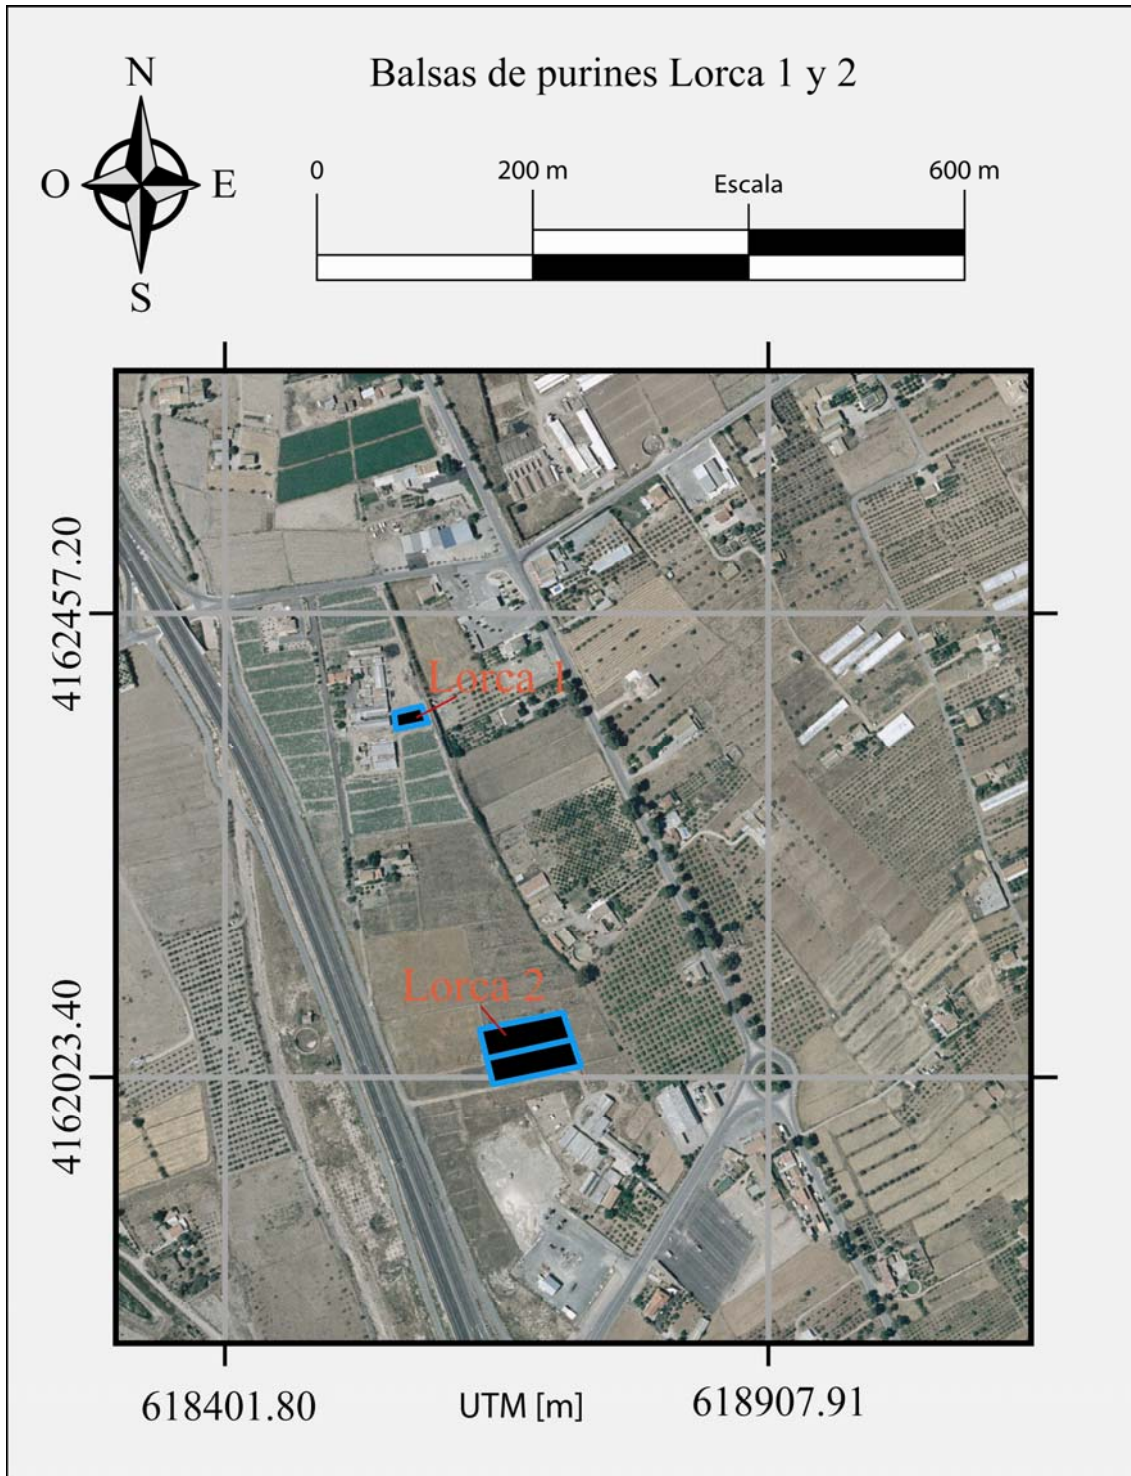 Balsas de purines Lorca 1 y 2
N
O
E
S
0
200 m
Escala
600 m
4162457.20
Lorca 1
Lorca 2
4162023.40
618401.80
UTM [m]
618907.91